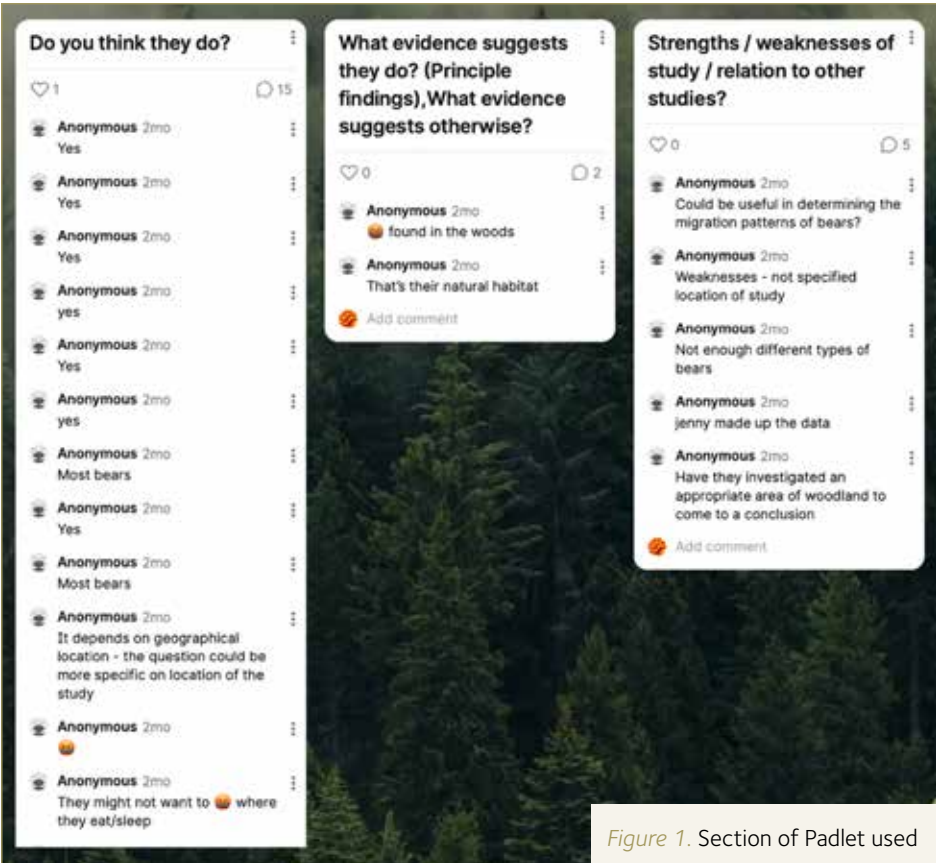 Do you think they do?
1 15
Anonymous 2mo
Yes
Anonymous 2mo
Yes
Anonymous 2mo
Yes
Anonymous 2mo
yes
Anonymous 2mo
Yes
Anonymous 2mo
yes
Anonymous 2mo
Most bears
Anonymous 2mo
Yes
Anonymous 2mo
Most bears
Anonymous 2mo
It depends on geographical
location - the question could be
more specific on location of the
study
Anonymous 2mo
Anonymous 2mo
They might not want to where
they eat/sleep
What evidence suggests
they do? (Principle
findings),What evidence
suggests otherwise?
0 2
Anonymous 2mo
found in the woods
Anonymous 2mo
That's their natural habitat
Add comment
Strengths / weaknesses of
study / relation to other
studies?
0 5
Anonymous 2mo
Could be useful in determining the
migration patterns of bears?
Anonymous 2mo
Weaknesses - not specified
location of study
Anonymous 2mo
Not enough different types of
bears
Anonymous 2mo
jenny made up the data
Anonymous 2mo
Have they investigated an
appropriate area of woodland to
come to a conclusion
Add comment
Figure 1. Section of Padlet used